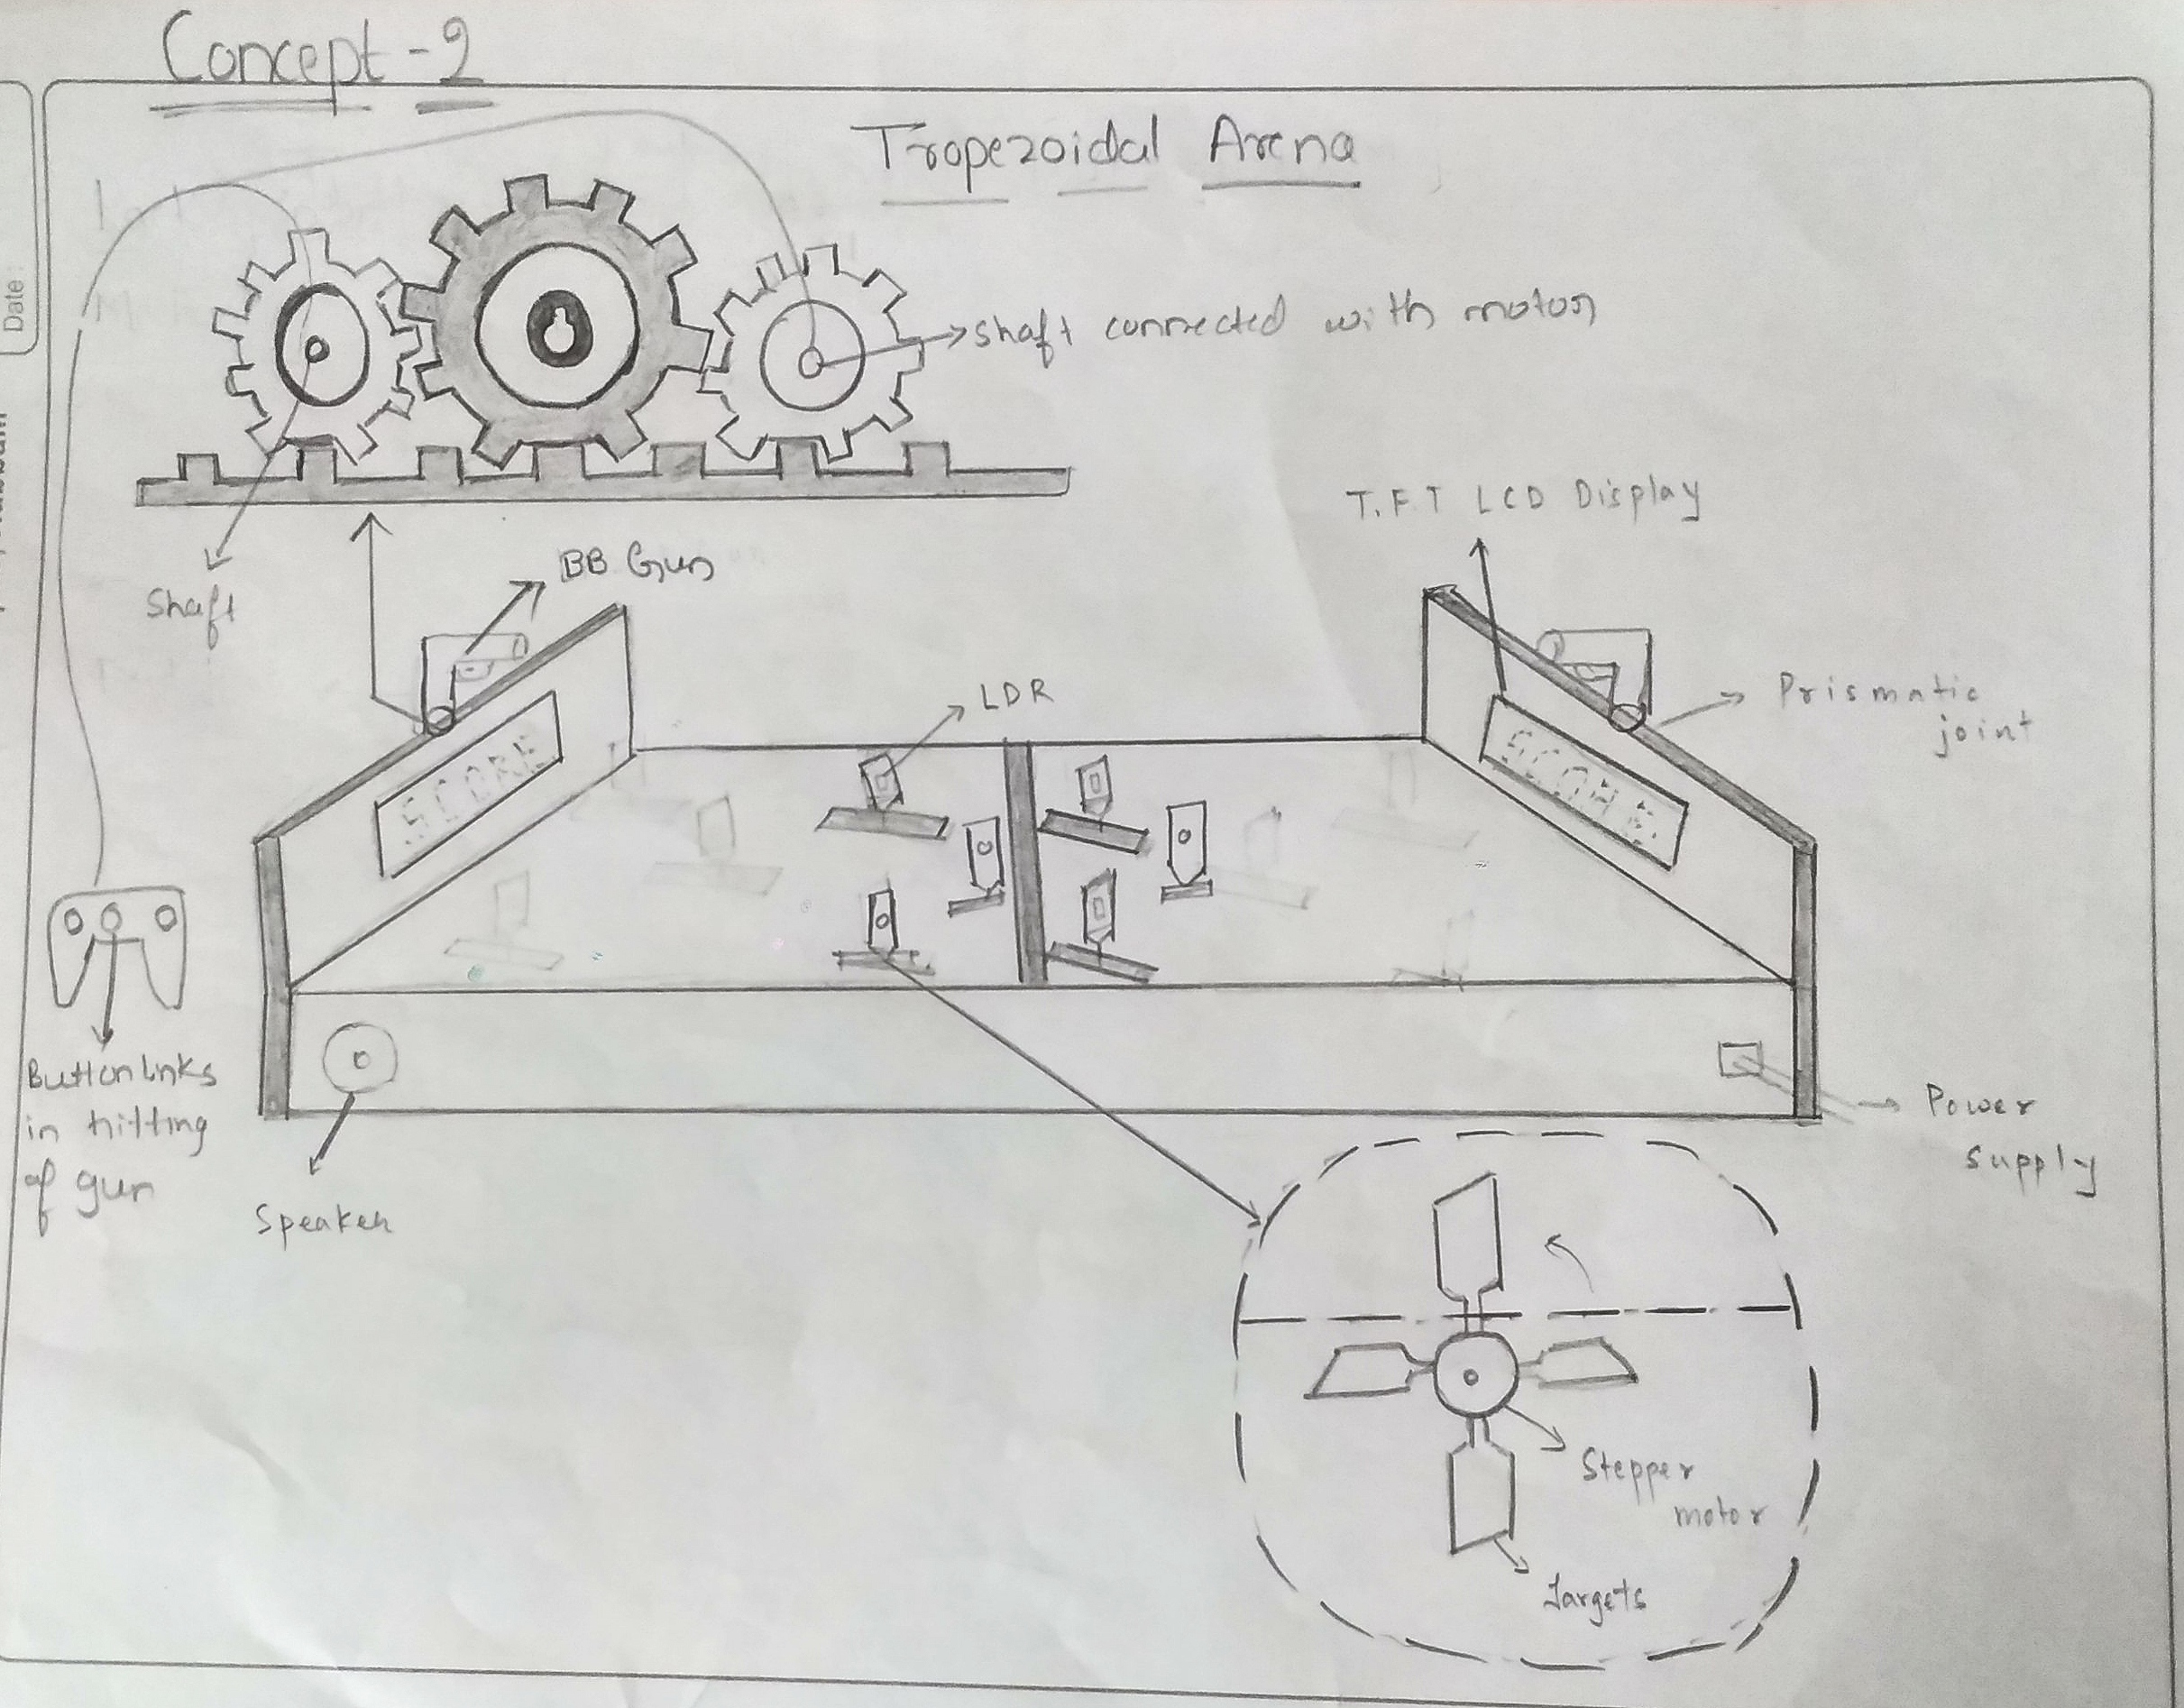 Concept - 2
Tropezoidal Arena
Date :
shaft connected with motor
T.F.T LCD Display
BB Gun
Shaft
LDR
Prismatic
joint
SCORE
SCORE
Button links
in tilting
of gun
Power
supply
Speaker
Stepper
motor
Targets